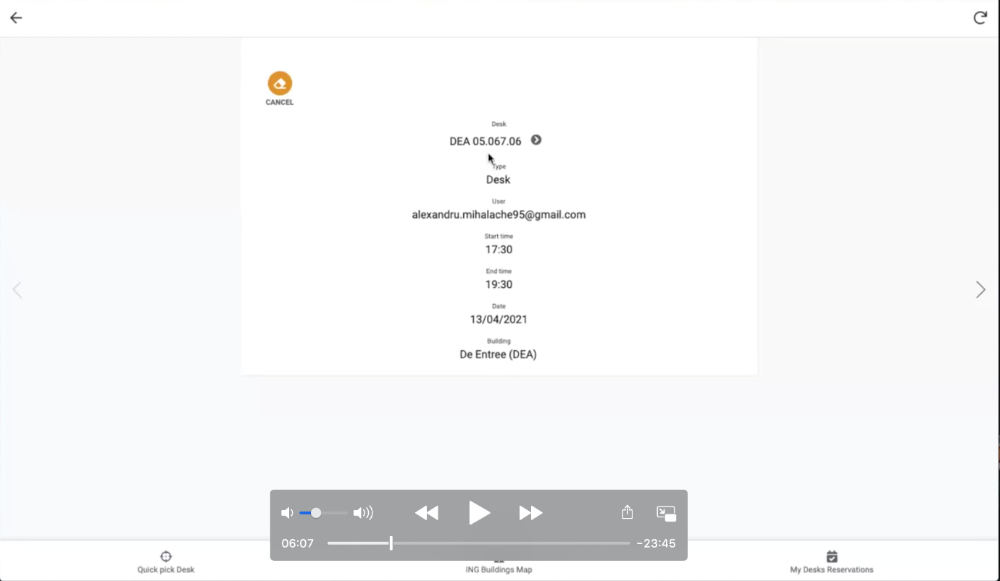 CANCEL
Desk
DEA 05.067.06
Type
Desk
User
alexandru.mihalache95@gmail.com
Start time
17:30
End time
19:30
Date
13/04/2021
Building
De Entree (DEA)
06:07
-23:45
Quick pick Desk
ING Buildings Map
My Desks Reservations